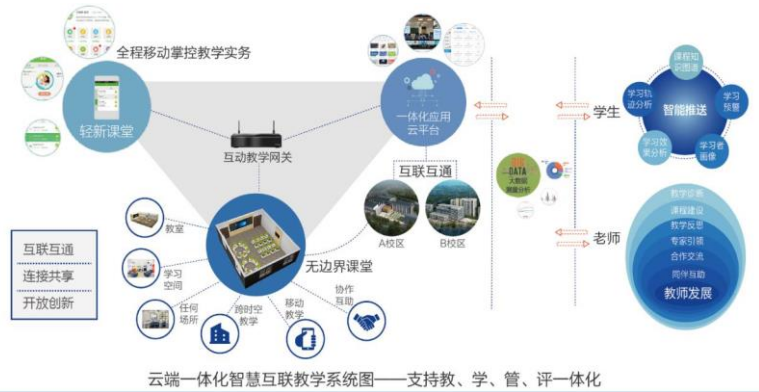 全程移动掌控教学实务
轻新课堂
互动教学网关
一体化应用
云平台
互联互通
A校区
B校区
教室
学习
空间
任何
场所
跨时空
教学
移动
教学
协作
互助
无边界课堂
互联互通
连接共享
开放创新
DATA
大数据
测量分析
学生
老师
课程知
识图谱
学习轨
迹分析
学习
预警
智能推送
学习效
果分析
学习者
画像
教学诊断
课程建设
教学反思
专家引领
合作交流
同伴互助
教师发展
云端一体化智慧互联教学系统图——支持教、学、管、评一体化